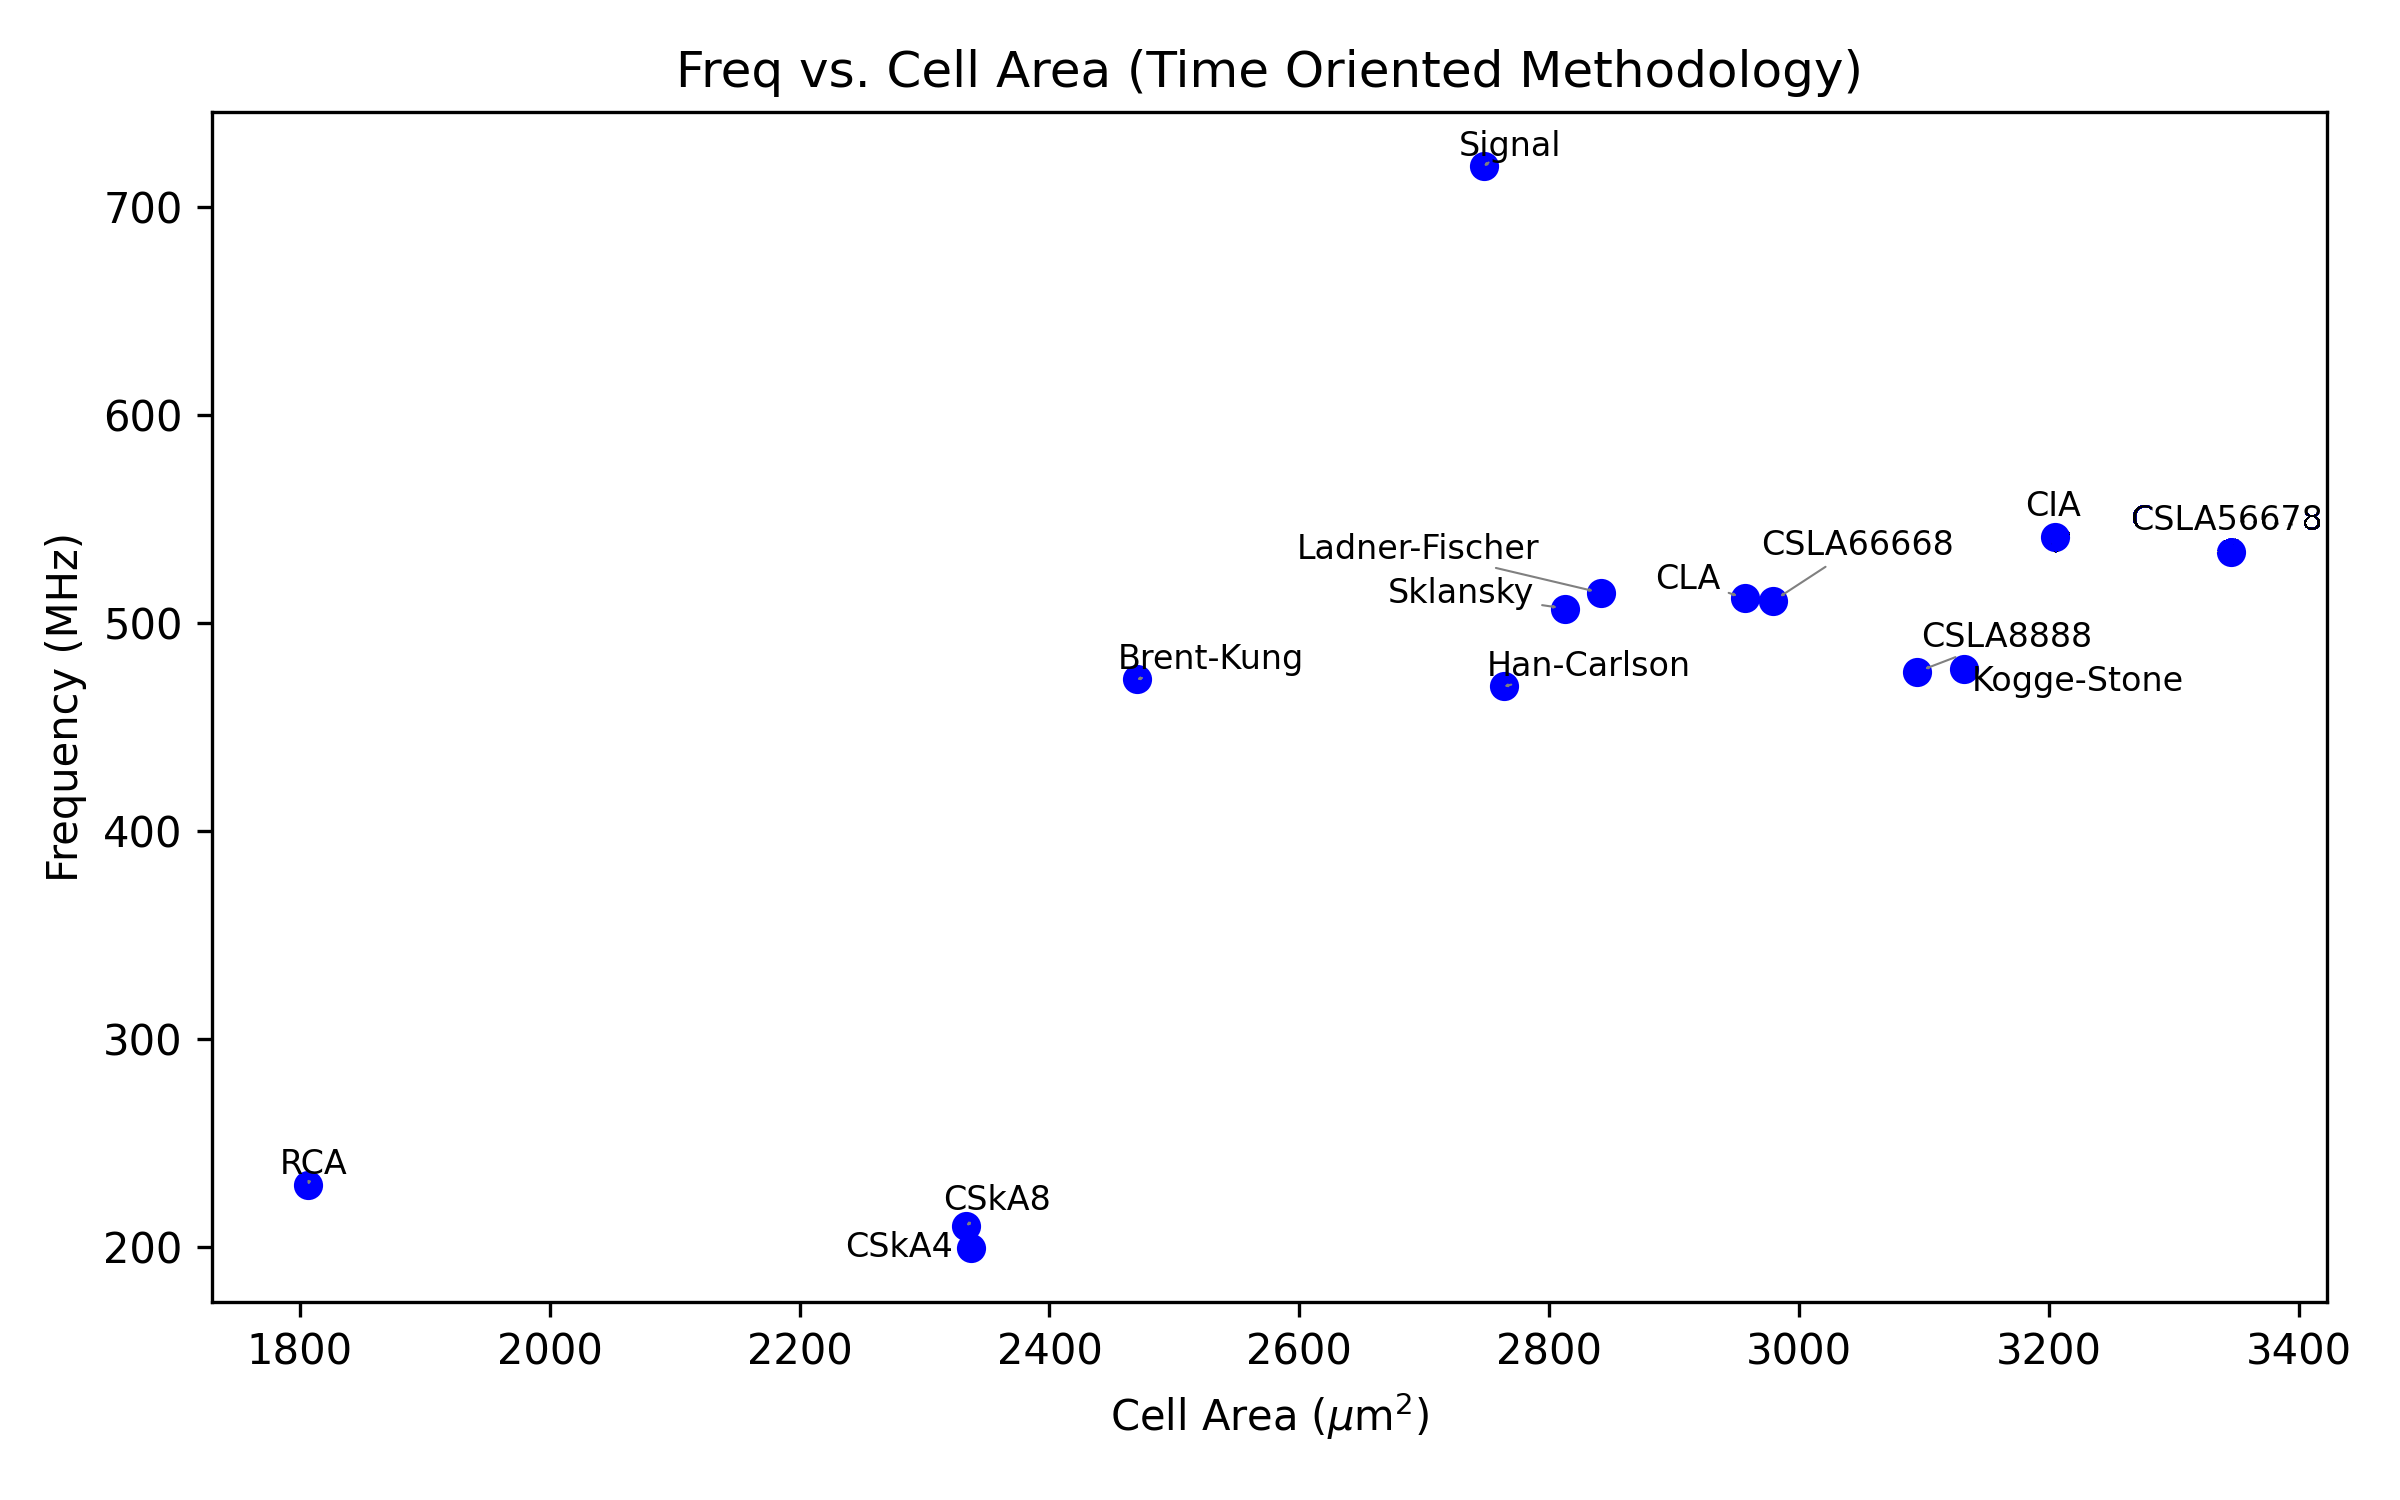 Freq vs. Cell Area (Time Oriented Methodology)
Signal
700
600
CIA
CSLA56678
CSLA66668
Ladner-Fischer
CLA
Sklansky
500
CSLA8888
Brent-Kung
Han-Carlson
Kogge-Stone
Frequency (MHz)
400
300
RCA
CSkA8
CSkA4
200
1800 2000 2200 2400 2600 2800 3000 3200 3400
Cell Area (μm²)